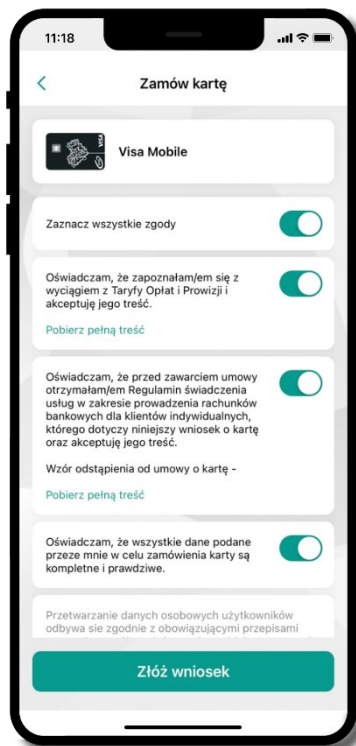 11:18
Zamów kartę
VISA
Visa Mobile
Zaznacz wszystkie zgody
Oświadczam, że zapoznałam/em się z
wyciągiem z Taryfy Opłat i Prowizji i
akceptuję jego treść.
Pobierz pełną treść
Oświadczam, że przed zawarciem umowy
otrzymałam/em Regulamin świadczenia
usług w zakresie prowadzenia rachunków
bankowych dla klientów indywidualnych,
którego dotyczy niniejszy wniosek o kartę
oraz akceptuję jego treść.
Wzór odstąpienia od umowy o kartę -
Pobierz pełną treść
Oświadczam, że wszystkie dane podane
przeze mnie w celu zamówienia karty są
kompletne i prawdziwe.
Przetwarzanie danych osobowych użytkowników
odbywa sie zgodnie z obowiązującymi przepisami
Złóż wniosek